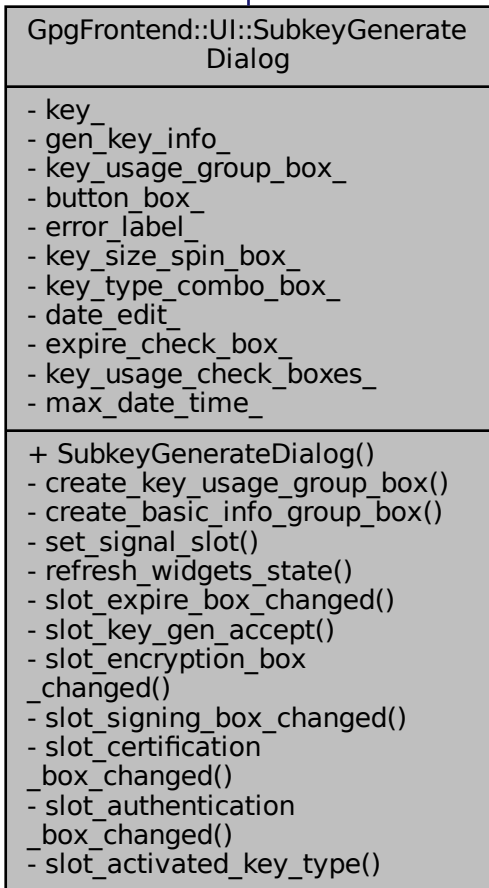 GpgFrontend::UI::SubkeyGenerate
Dialog
- key_
- gen_key_info_
- key_usage_group_box_
- button_box_
- error_label_
- key_size_spin_box_
- key_type_combo_box_
- date_edit_
- expire_check_box_
- key_usage_check_boxes_
- max_date_time_
+ SubkeyGenerateDialog()
- create_key_usage_group_box()
- create_basic_info_group_box()
- set_signal_slot()
- refresh_widgets_state()
- slot_expire_box_changed()
- slot_key_gen_accept()
- slot_encryption_box
_changed()
- slot_signing_box_changed()
- slot_certification
_box_changed()
- slot_authentication
_box_changed()
- slot_activated_key_type()